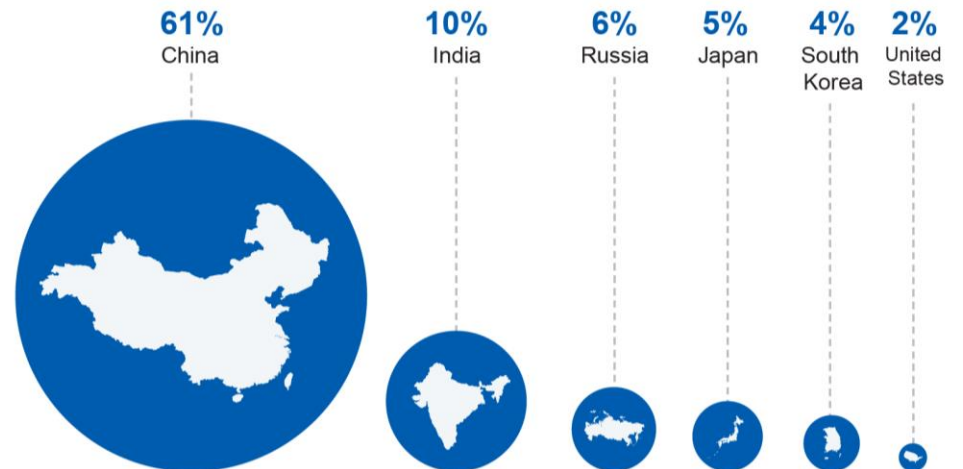 61%
China
10%
India
6%
Russia
5%
Japan
4%
South
Korea
2%
United
States